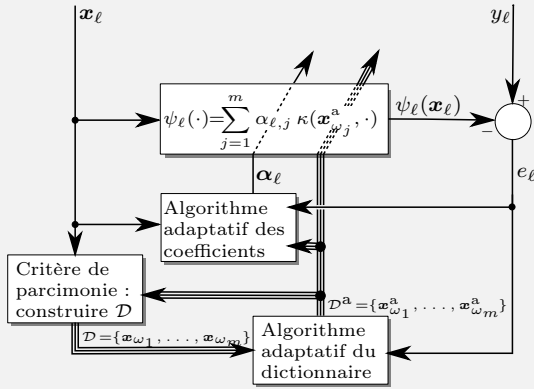 𝒙_ℓ
y_ℓ
ψ_ℓ(·)=∑_{j=1}^{m} α_{ℓ,j} κ(𝒙^a_{ω_j}, ·)
ψ_ℓ(𝒙_ℓ)
+
−
𝜶_ℓ
e_ℓ
Algorithme
adaptatif des
coefficients
Critère de
parcimonie :
construire 𝒟
𝒟^a={𝒙^a_{ω_1}, . . . , 𝒙^a_{ω_m}}
𝒟={𝒙_{ω_1}, . . . , 𝒙_{ω_m}}
Algorithme
adaptatif du
dictionnaire